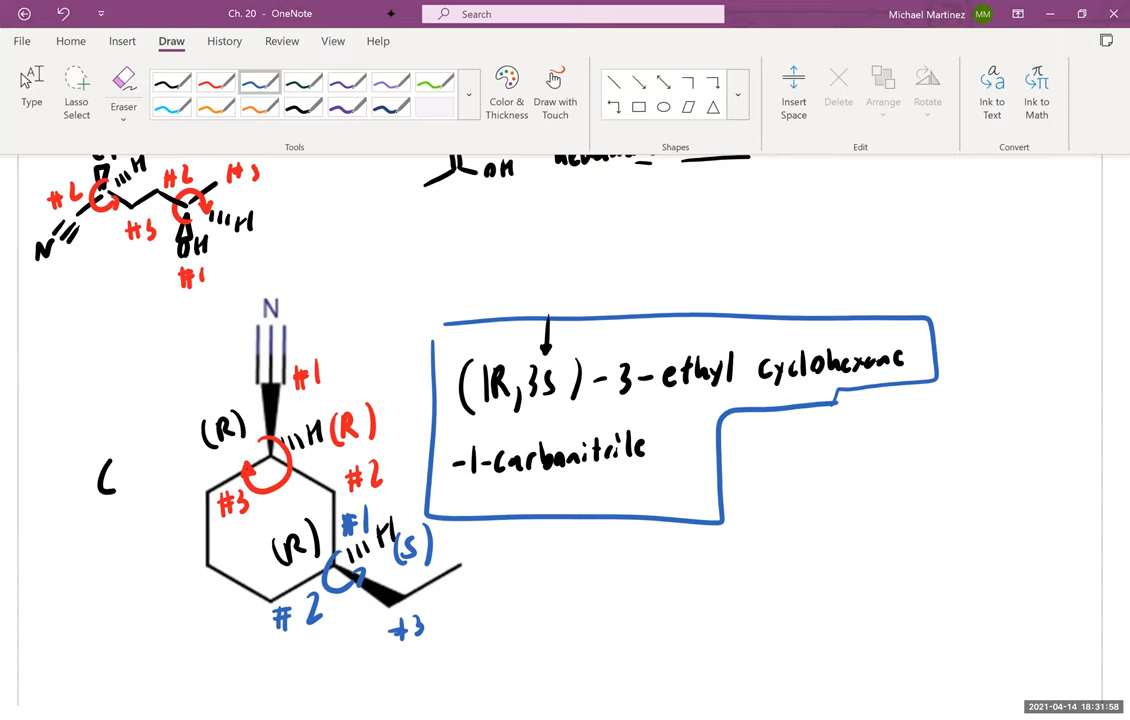 Ch. 20 - OneNote
Search
Michael Martinez MM
File Home Insert Draw History Review View Help
Type
Lasso Select
Eraser
Color & Thickness
Draw with Touch
Insert Space
Delete
Arrange
Rotate
Ink to Text
Ink to Math
Tools
Shapes
Edit
Convert
H
#2
#3
OH
#2
N
#3
H
OH
#1
N
#1
(R)
H
(R)
#2
#3
#1
(R)
H
(S)
#2
+3
(
(1R,3S)-3-ethyl cyclohexane
-1-carbonitrile
2021-04-14 18:31:58